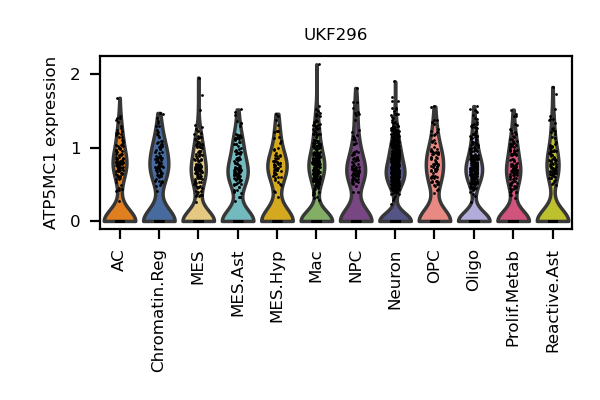 UKF296
ATP5MC1 expression
2
1
0
AC
Chromatin.Reg
MES
MES.Ast
MES.Hyp
Mac
NPC
Neuron
OPC
Oligo
Prolif.Metab
Reactive.Ast